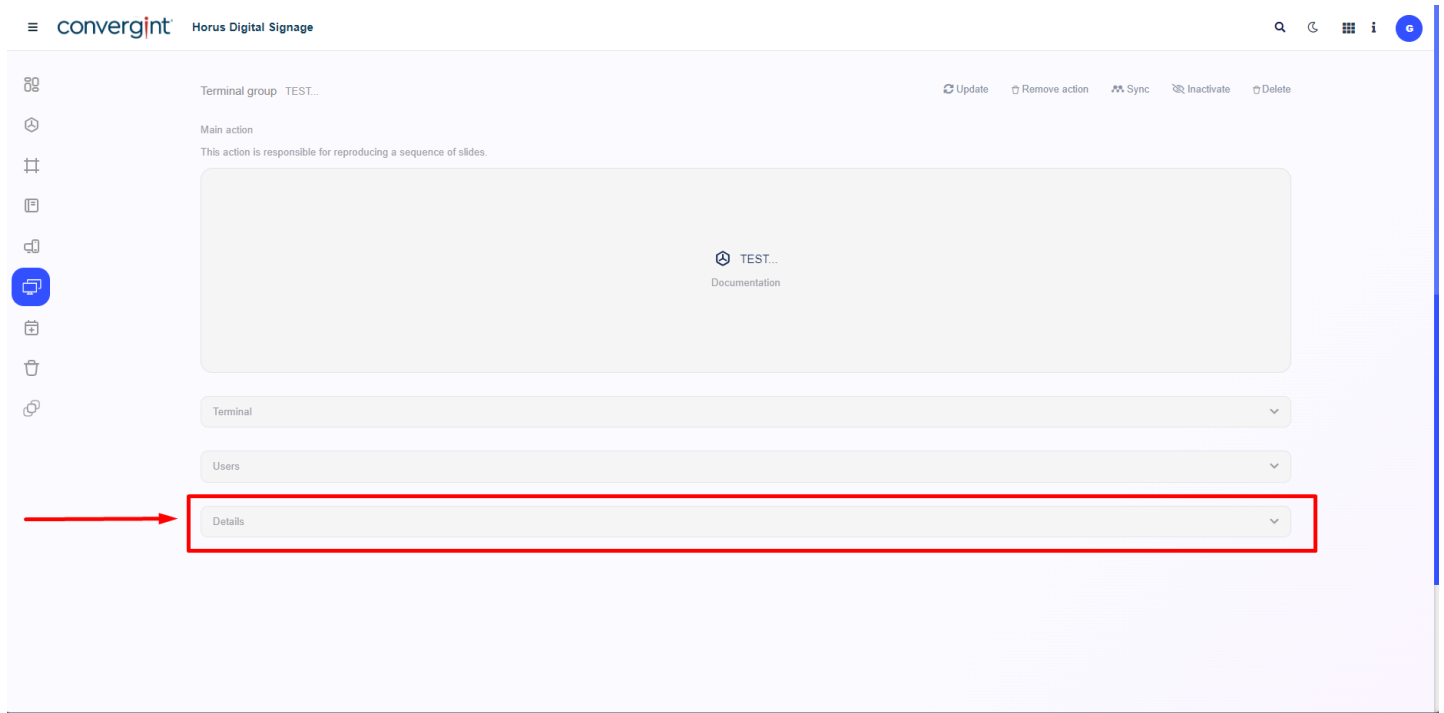 convergint Horus Digital Signage i G
Terminal group TEST... Update Remove action Sync Inactivate Delete
Main action
This action is responsible for reproducing a sequence of slides.
TEST...
Documentation
Terminal
Users
Details